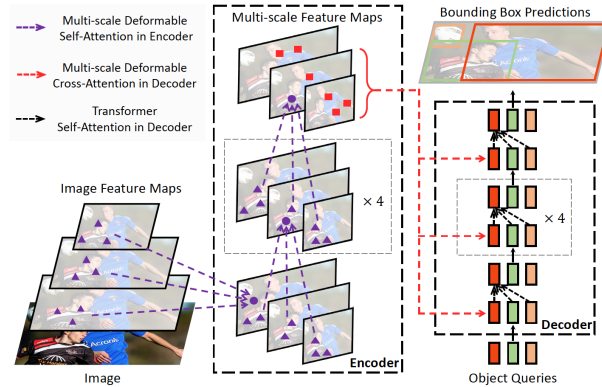 Multi-scale Deformable
Self-Attention in Encoder
Multi-scale Deformable
Cross-Attention in Decoder
Transformer
Self-Attention in Decoder
Multi-scale Feature Maps
Bounding Box Predictions
Image Feature Maps
× 4
× 4
Encoder
Decoder
Image
Object Queries